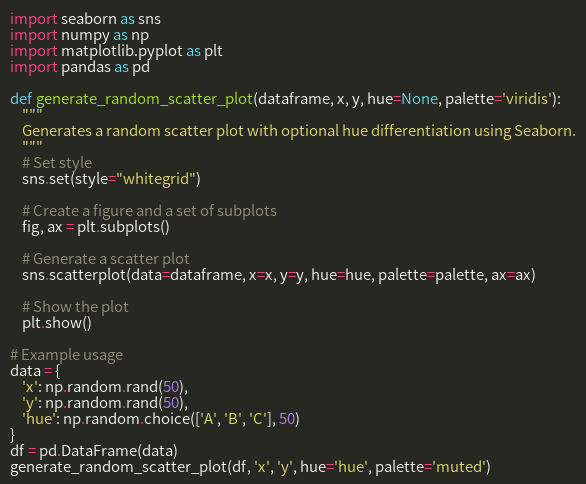 import seaborn as sns
import numpy as np
import matplotlib.pyplot as plt
import pandas as pd

def generate_random_scatter_plot(dataframe, x, y, hue=None, palette='viridis'):
    """
    Generates a random scatter plot with optional hue differentiation using Seaborn.
    """
    # Set style
    sns.set(style="whitegrid")

    # Create a figure and a set of subplots
    fig, ax = plt.subplots()

    # Generate a scatter plot
    sns.scatterplot(data=dataframe, x=x, y=y, hue=hue, palette=palette, ax=ax)

    # Show the plot
    plt.show()

# Example usage
data = {
    'x': np.random.rand(50),
    'y': np.random.rand(50),
    'hue': np.random.choice(['A', 'B', 'C'], 50)
}
df = pd.DataFrame(data)
generate_random_scatter_plot(df, 'x', 'y', hue='hue', palette='muted')